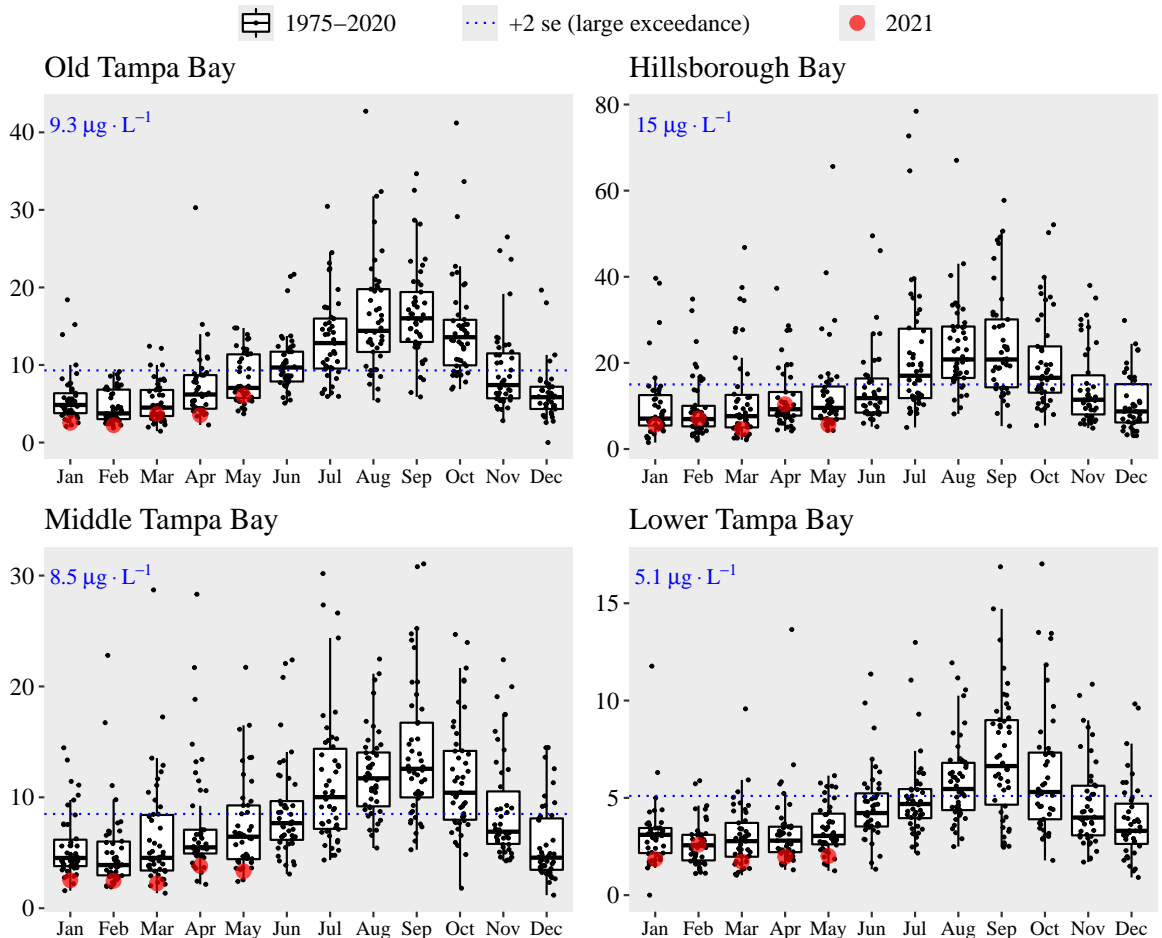 1975–2020 +2 se (large exceedance) 2021
Old Tampa Bay
9.3 μg · L⁻¹
40
30
20
10
0
Jan Feb Mar Apr May Jun Jul Aug Sep Oct Nov Dec
Hillsborough Bay
15 μg · L⁻¹
80
60
40
20
0
Jan Feb Mar Apr May Jun Jul Aug Sep Oct Nov Dec
Middle Tampa Bay
8.5 μg · L⁻¹
30
20
10
0
Jan Feb Mar Apr May Jun Jul Aug Sep Oct Nov Dec
Lower Tampa Bay
5.1 μg · L⁻¹
15
10
5
0
Jan Feb Mar Apr May Jun Jul Aug Sep Oct Nov Dec